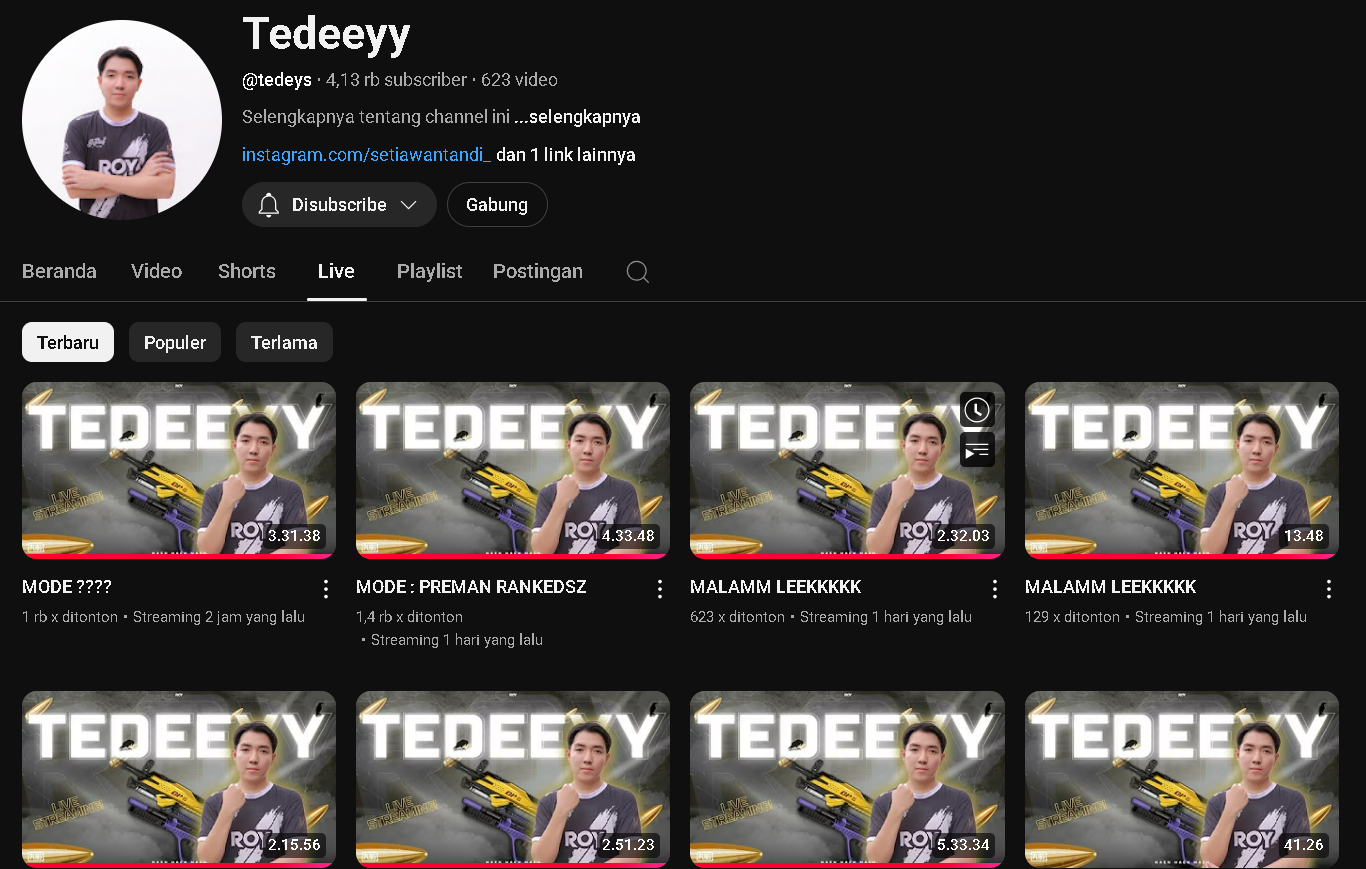 Tedeeyy
@tedeys · 4,13 rb subscriber · 623 video
Selengkapnya tentang channel ini ...selengkapnya
instagram.com/setiawantandi_ dan 1 link lainnya
Disubscribe
Gabung
Beranda Video Shorts Live Playlist Postingan
Terbaru Populer Terlama
TEDEEYY
LIVE STREAMING!
ROY
3.31.38
TEDEEYY
LIVE STREAMING!
ROY
4.33.48
TEDEEYY
LIVE STREAMING!
ROY
2.32.03
TEDEEYY
LIVE STREAMING!
ROY
13.48
MODE ????
1 rb x ditonton • Streaming 2 jam yang lalu
MODE : PREMAN RANKEDSZ
1,4 rb x ditonton
• Streaming 1 hari yang lalu
MALAMM LEEKKKKK
623 x ditonton • Streaming 1 hari yang lalu
MALAMM LEEKKKKK
129 x ditonton • Streaming 1 hari yang lalu
TEDEEYY
LIVE STREAMING!
ROY
2.15.56
TEDEEYY
LIVE STREAMING!
ROY
2.51.23
TEDEEYY
LIVE STREAMING!
ROY
5.33.34
TEDEEYY
LIVE STREAMING!
ROY
41.26